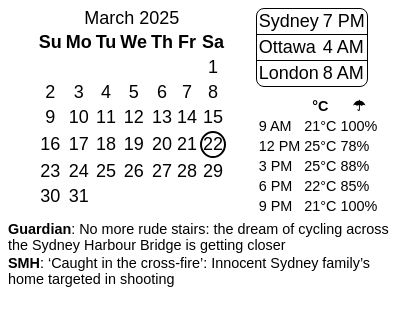 March 2025
Su Mo Tu We Th Fr Sa
1
2 3 4 5 6 7 8
9 10 11 12 13 14 15
16 17 18 19 20 21 22
23 24 25 26 27 28 29
30 31
Sydney 7 PM
Ottawa 4 AM
London 8 AM
°C ☂
9 AM 21°C 100%
12 PM 25°C 78%
3 PM 25°C 88%
6 PM 22°C 85%
9 PM 21°C 100%
Guardian: No more rude stairs: the dream of cycling across
the Sydney Harbour Bridge is getting closer
SMH: ‘Caught in the cross-fire’: Innocent Sydney family’s
home targeted in shooting